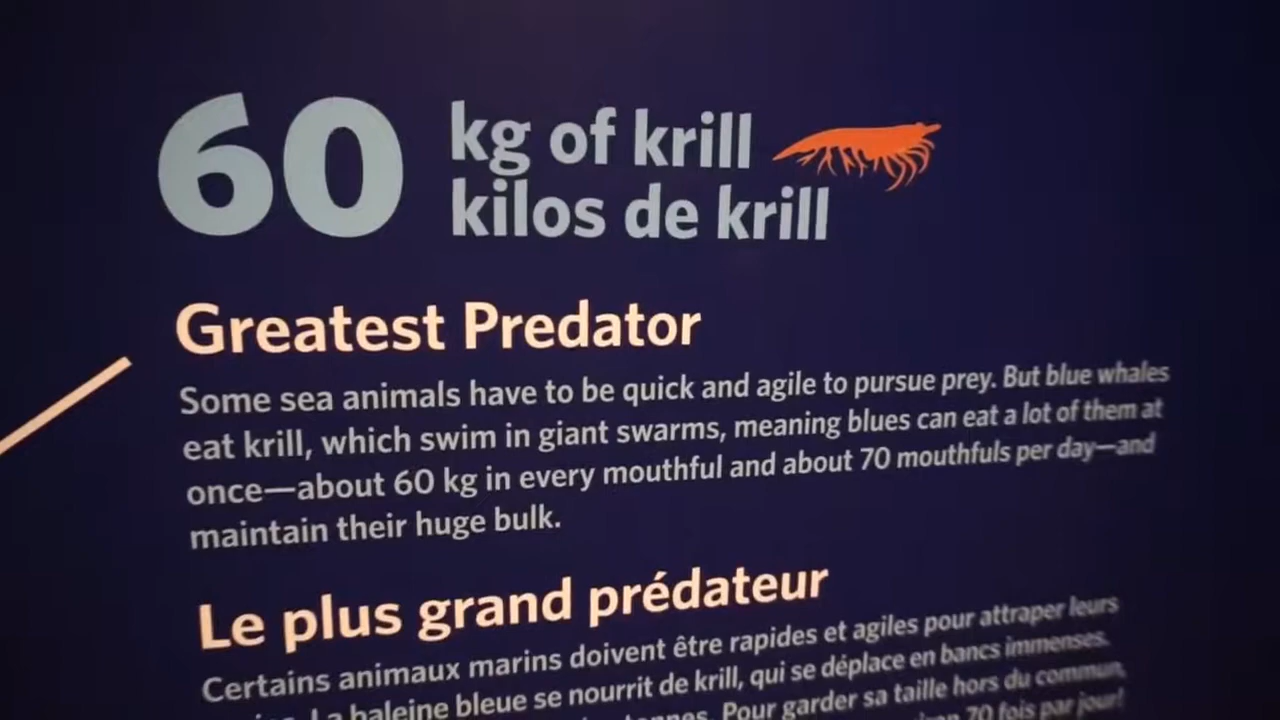 60 kg of krill
kilos de krill
Greatest Predator
Some sea animals have to be quick and agile to pursue prey. But blue whales
eat krill, which swim in giant swarms, meaning blues can eat a lot of them at
once—about 60 kg in every mouthful and about 70 mouthfuls per day—and
maintain their huge bulk.
Le plus grand prédateur
Certains animaux marins doivent être rapides et agiles pour attraper leurs
La baleine bleue se nourrit de krill, qui se déplace en bancs immenses.
Pour garder sa taille hors du commun,
70 fois par jour!